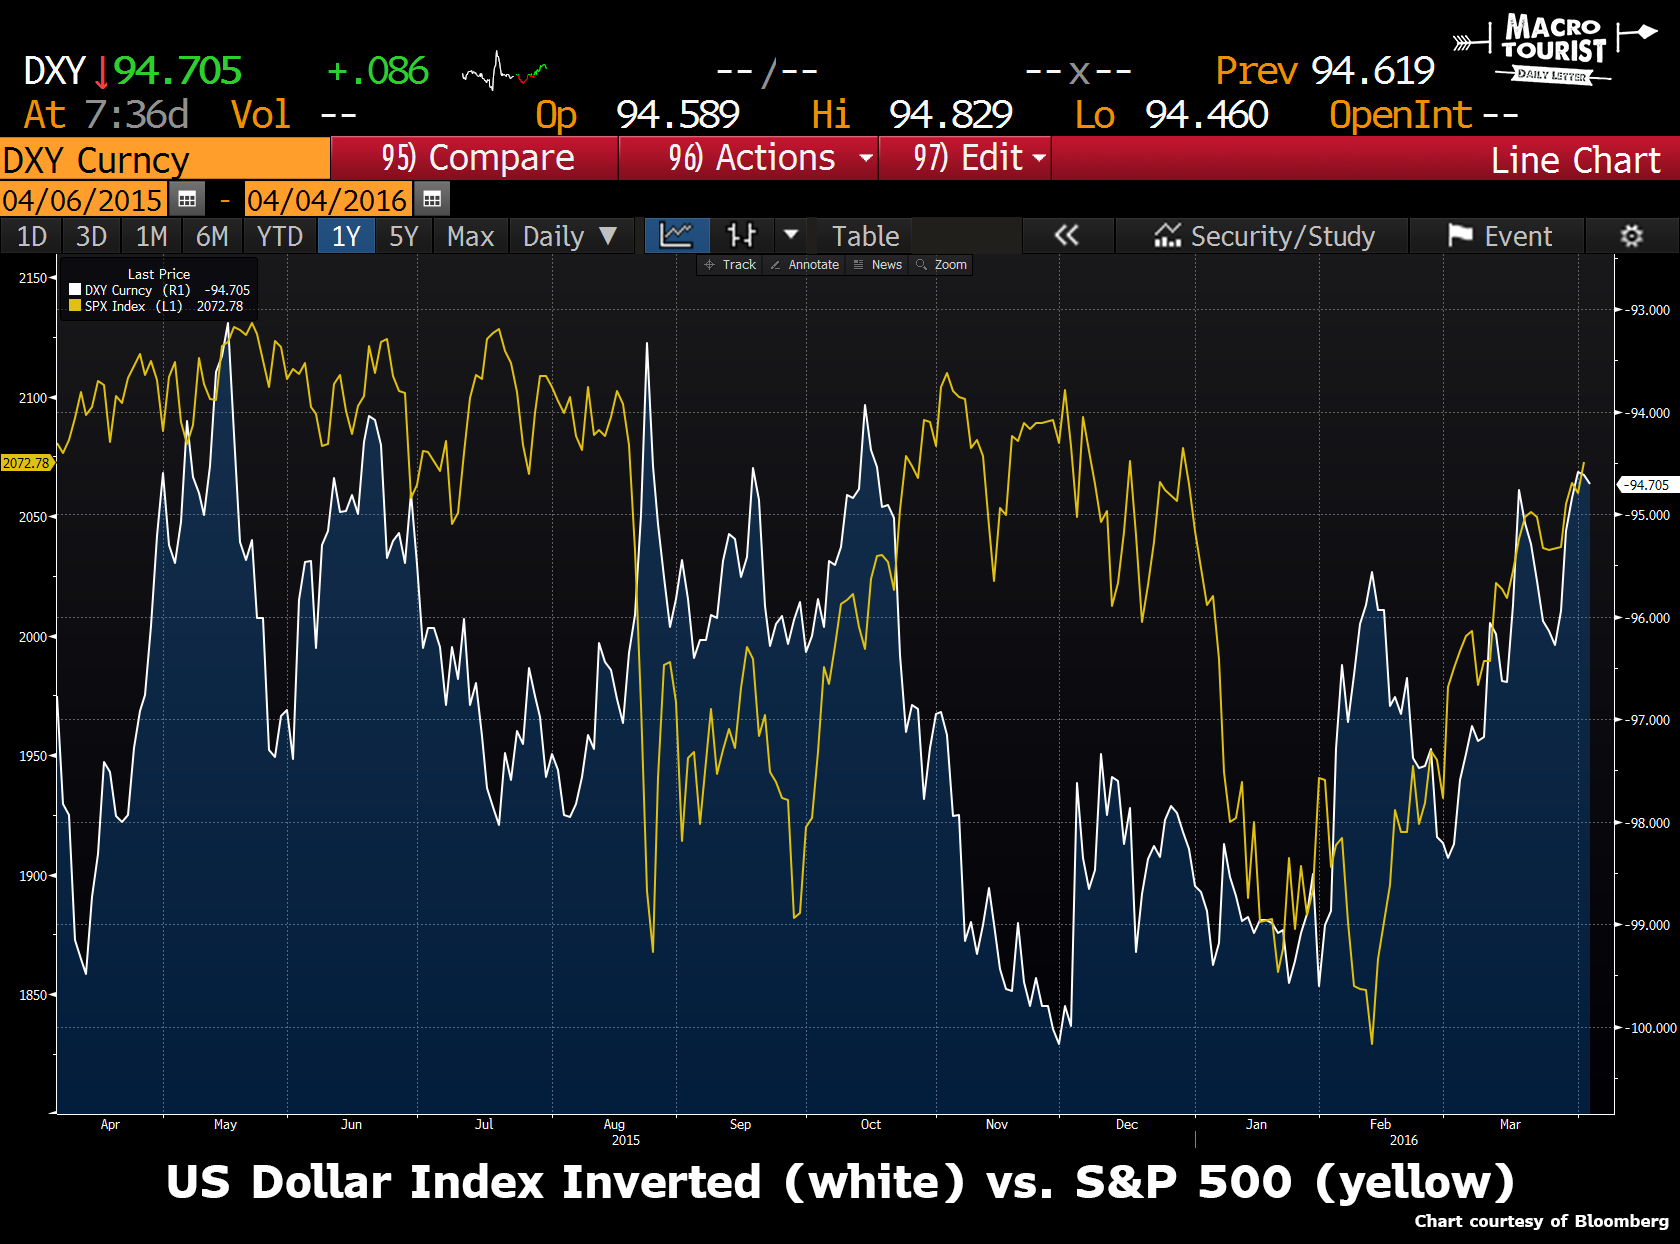 MACRO
TOURIST
DAILY LETTER
DXY↓94.705 +.086 --/-- --x-- Prev 94.619
At 7:36d Vol -- Op 94.589 Hi 94.829 Lo 94.460 OpenInt --
DXY Curncy 95) Compare 96) Actions 97) Edit Line Chart
04/06/2015 - 04/04/2016
1D 3D 1M 6M YTD 1Y 5Y Max Daily ▼ Table « Security/Study Event
Track Annotate News Zoom
Last Price
DXY Curncy (R1) -94.705
SPX Index (L1) 2072.78
2150
2100
2072.78
2050
2000
1950
1900
1850
-93.000
-94.000
-94.705
-95.000
-96.000
-97.000
-98.000
-99.000
-100.000
Apr May Jun Jul Aug Sep Oct Nov Dec Jan Feb Mar
2015 2016
US Dollar Index Inverted (white) vs. S&P 500 (yellow)
Chart courtesy of Bloomberg